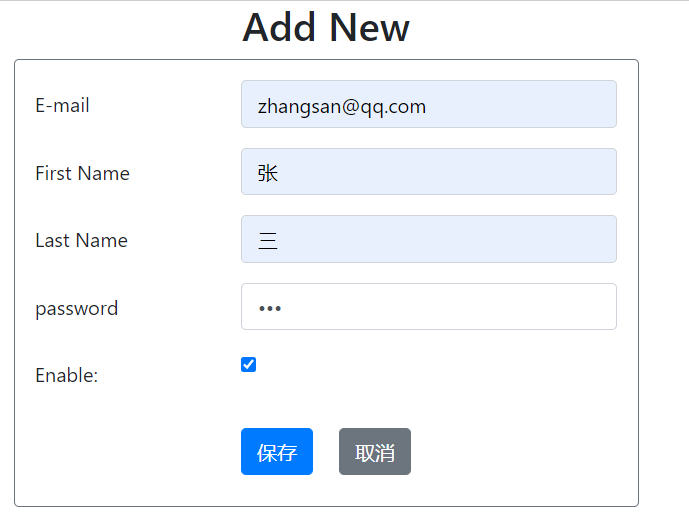 Add New
E-mail zhangsan@qq.com
First Name 张
Last Name 三
password •••
Enable:
保存 取消